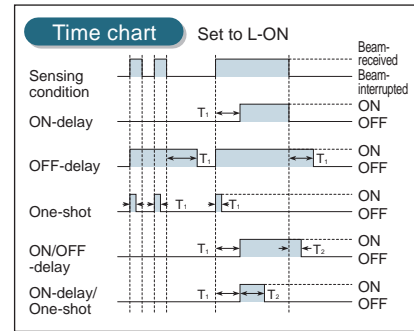 Time chart Set to L-ON
Sensing condition
Beam-received
Beam-interrupted
ON-delay T1 ON
OFF
OFF-delay T1 T1 ON
OFF
One-shot T1 T1 ON
OFF
ON/OFF-delay T1 T2 ON
OFF
ON-delay/One-shot T1 T2 ON
OFF